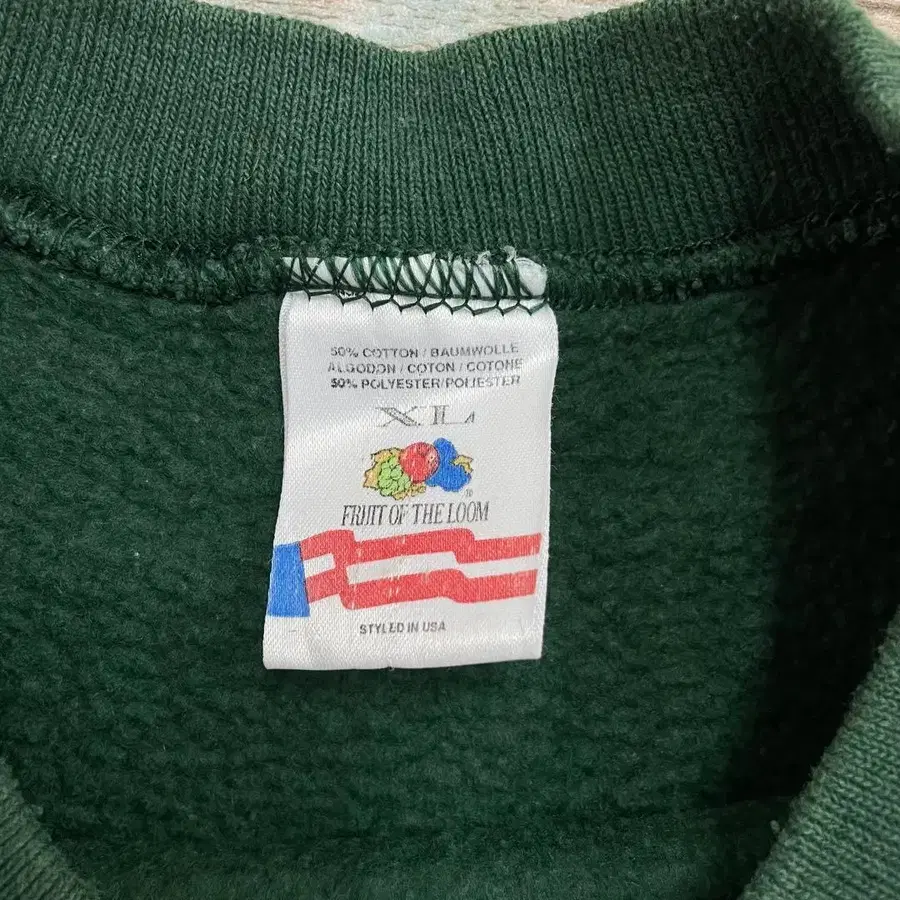 50% COTTON / BAUMWOLLE
ALGODON / COTON / COTONE
50% POLYESTER/POLIESTER
XL
®
FRUIT OF THE LOOM
STYLED IN USA